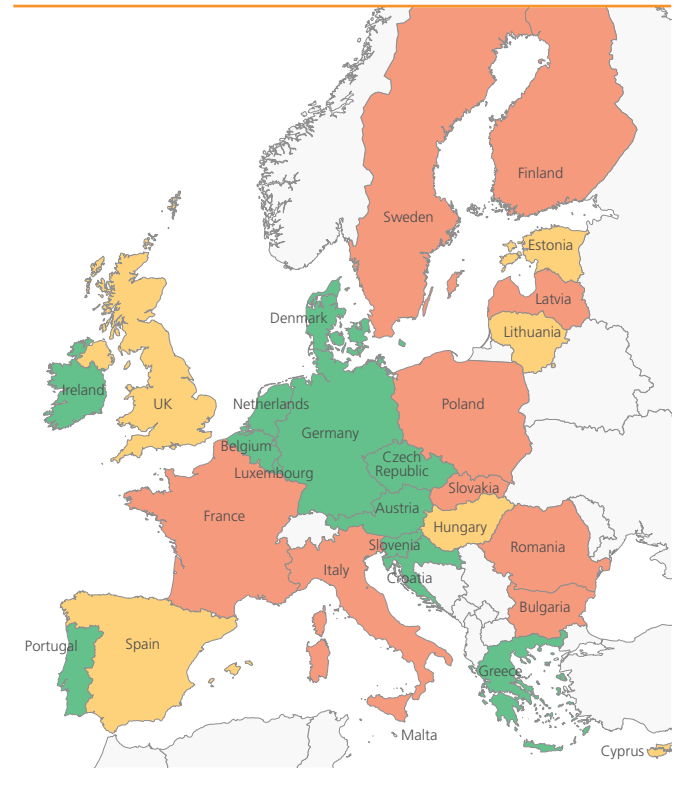 Finland
Sweden
Estonia
Latvia
Denmark
Lithuania
Ireland
UK
Netherlands
Poland
Germany
Belgium
Czech
Republic
Luxembourg
Slovakia
Austria
France
Hungary
Slovenia
Romania
Italy
Croatia
Bulgaria
Portugal
Spain
Greece
Malta
Cyprus